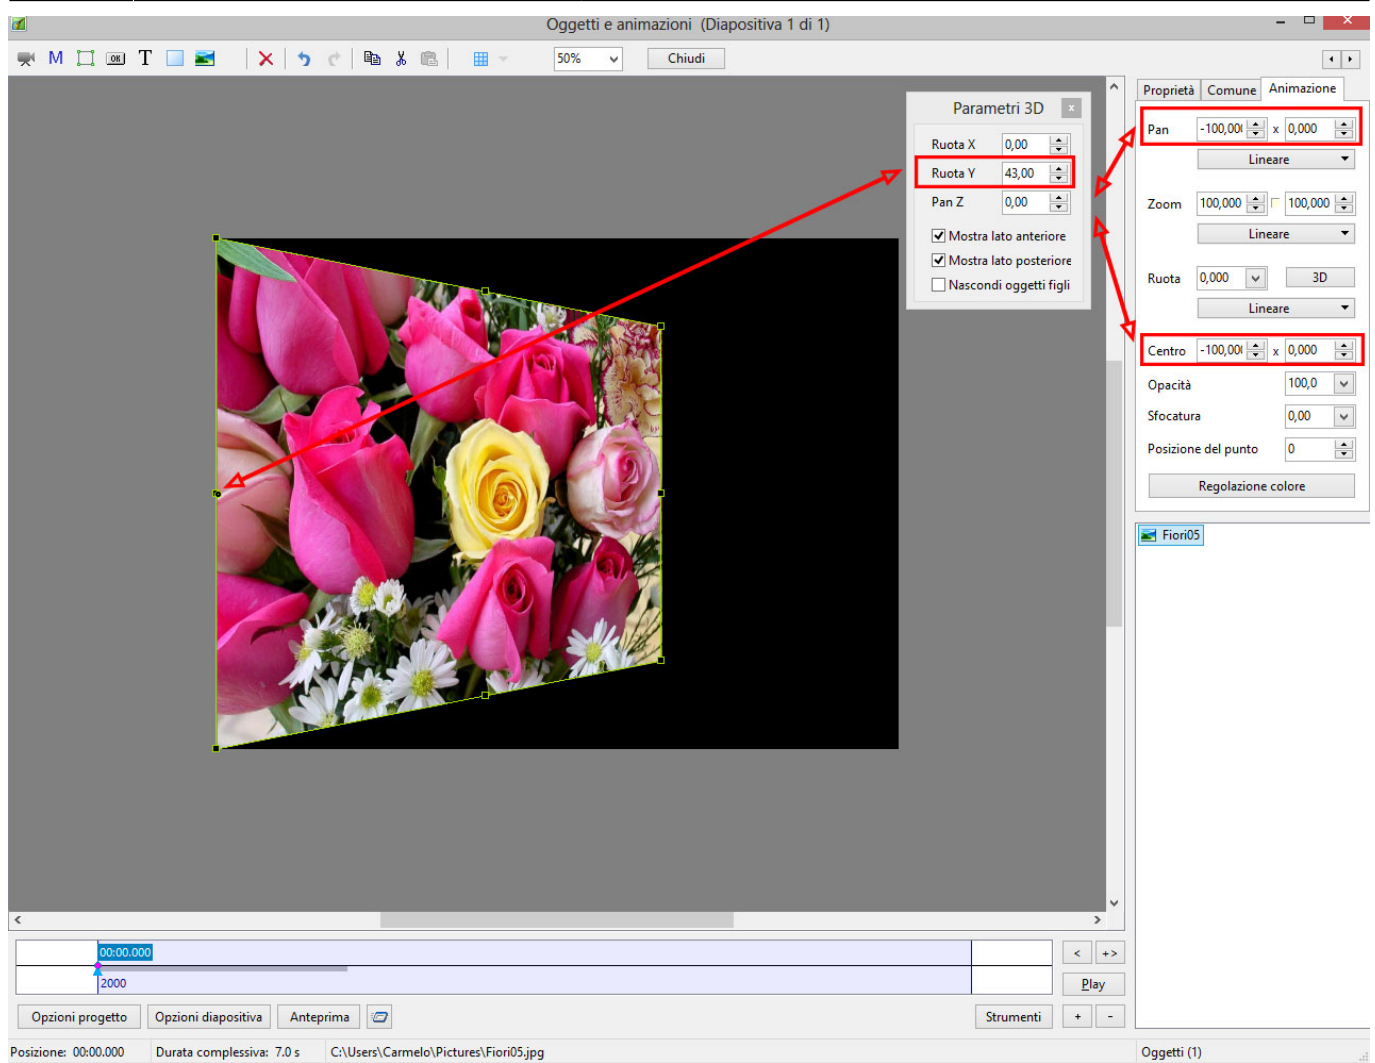 Oggetti e animazioni (Diapositiva 1 di 1)
M OK T 50% Chiudi
Proprietà Comune Animazione
Pan -100,00 x 0,000
Lineare
Zoom 100,000 100,000
Lineare
Ruota 0,000 3D
Lineare
Centro -100,00 x 0,000
Opacità 100,0
Sfocatura 0,00
Posizione del punto 0
Regolazione colore
Parametri 3D x
Ruota X 0,00
Ruota Y 43,00
Pan Z 0,00
Mostra lato anteriore
Mostra lato posteriore
Nascondi oggetti figli
Fiori05
00:00.000
2000
< +>
Play
Opzioni progetto Opzioni diapositiva Anteprima Strumenti + -
Posizione: 00:00.000 Durata complessiva: 7.0 s C:\Users\Carmelo\Pictures\Fiori05.jpg Oggetti (1)